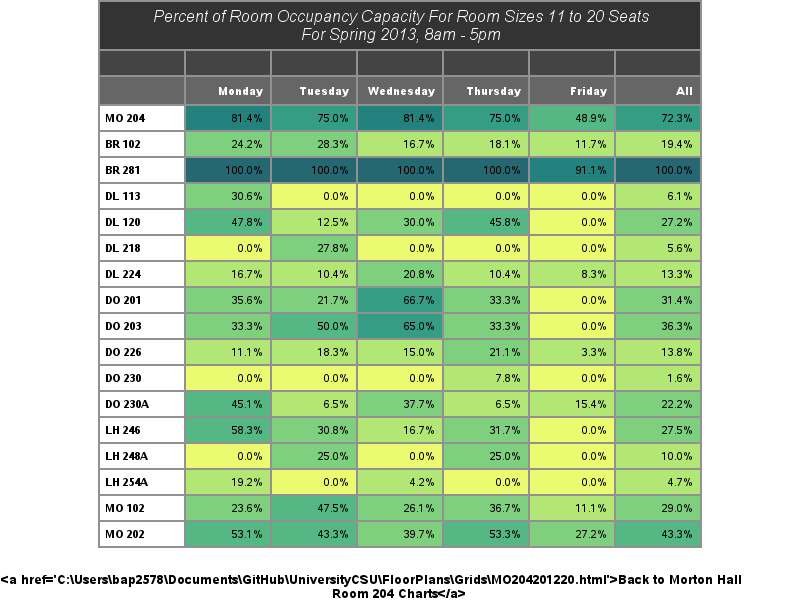 Percent of Room Occupancy Capacity For Room Sizes 11 to 20 Seats
For Spring 2013, 8am - 5pm
Monday Tuesday Wednesday Thursday Friday All
MO 204 81.4% 75.0% 81.4% 75.0% 48.9% 72.3%
BR 102 24.2% 28.3% 16.7% 18.1% 11.7% 19.4%
BR 281 100.0% 100.0% 100.0% 100.0% 91.1% 100.0%
DL 113 30.6% 0.0% 0.0% 0.0% 0.0% 6.1%
DL 120 47.8% 12.5% 30.0% 45.8% 0.0% 27.2%
DL 218 0.0% 27.8% 0.0% 0.0% 0.0% 5.6%
DL 224 16.7% 10.4% 20.8% 10.4% 8.3% 13.3%
DO 201 35.6% 21.7% 66.7% 33.3% 0.0% 31.4%
DO 203 33.3% 50.0% 65.0% 33.3% 0.0% 36.3%
DO 226 11.1% 18.3% 15.0% 21.1% 3.3% 13.8%
DO 230 0.0% 0.0% 0.0% 7.8% 0.0% 1.6%
DO 230A 45.1% 6.5% 37.7% 6.5% 15.4% 22.2%
LH 246 58.3% 30.8% 16.7% 31.7% 0.0% 27.5%
LH 248A 0.0% 25.0% 0.0% 25.0% 0.0% 10.0%
LH 254A 19.2% 0.0% 4.2% 0.0% 0.0% 4.7%
MO 102 23.6% 47.5% 26.1% 36.7% 11.1% 29.0%
MO 202 53.1% 43.3% 39.7% 53.3% 27.2% 43.3%
<a href='C:\Users\bap2578\Documents\GitHub\UniversityCSU\FloorPlans\Grids\MO204201220.html'>Back to Morton Hall
Room 204 Charts</a>